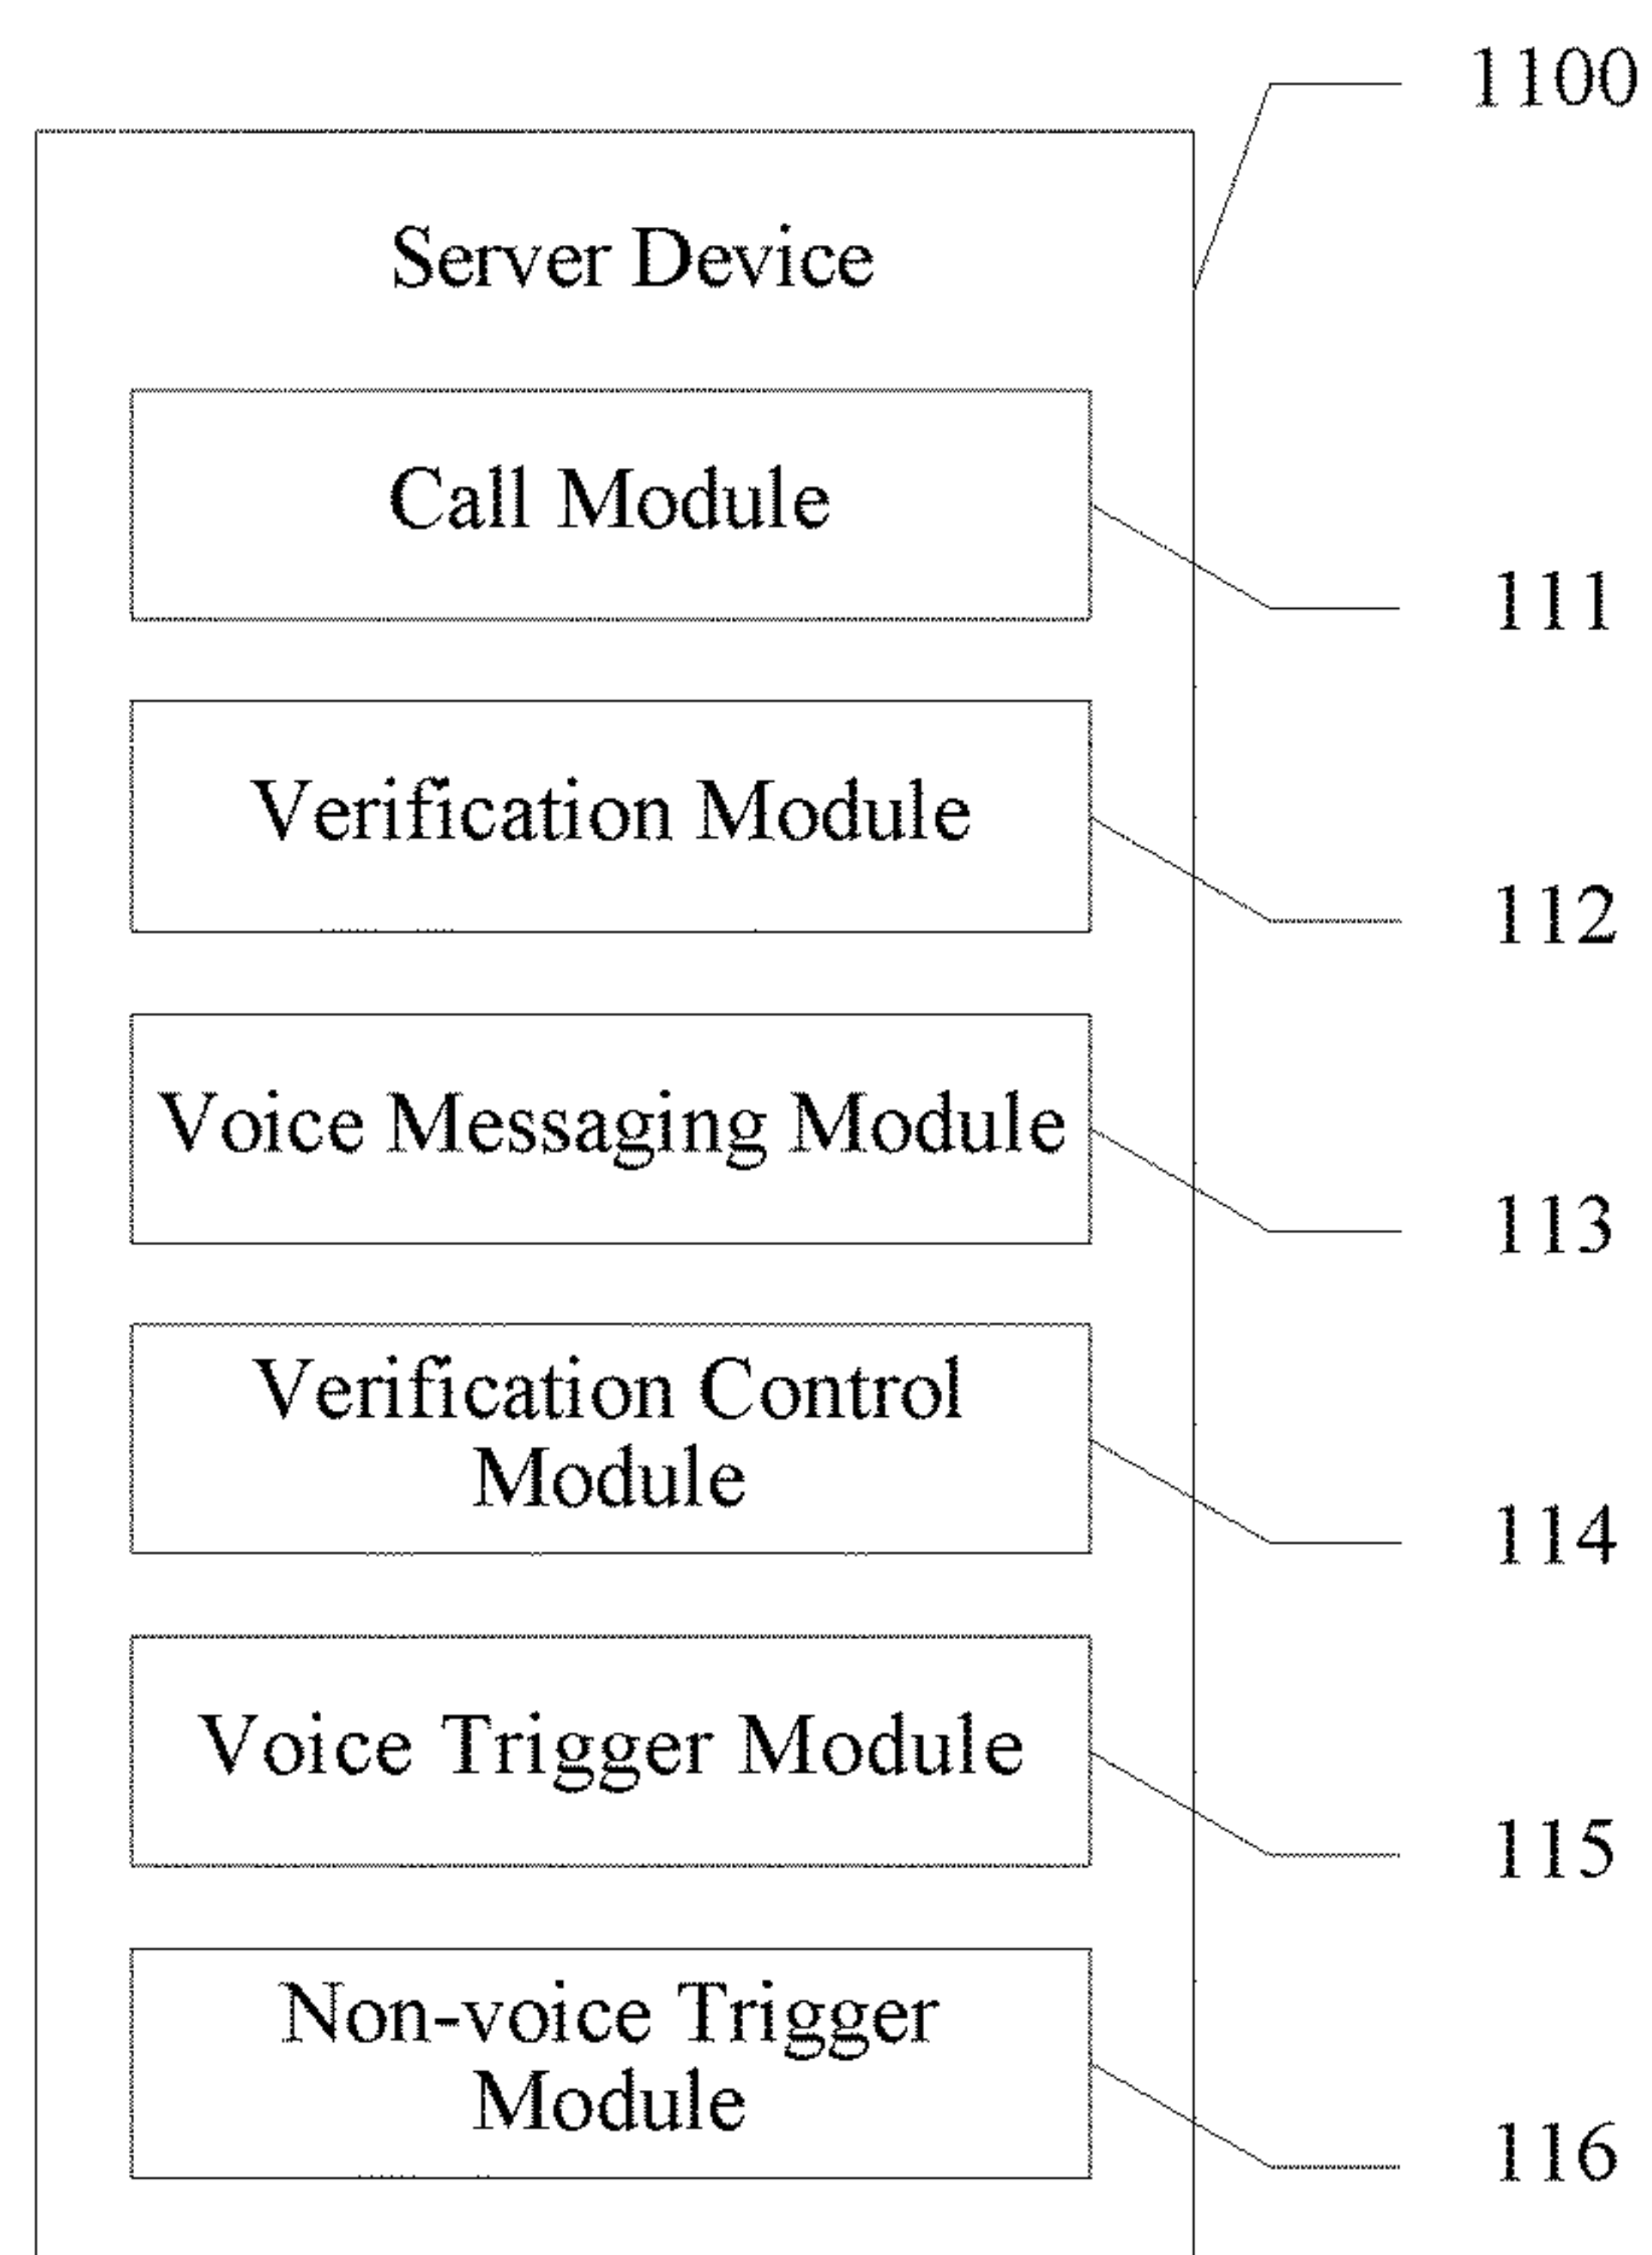 1100
Server Device
Call Module
111
Verification Module
112
Voice Messaging Module
113
Verification Control
Module
114
Voice Trigger Module
115
Non-voice Trigger
Module
116